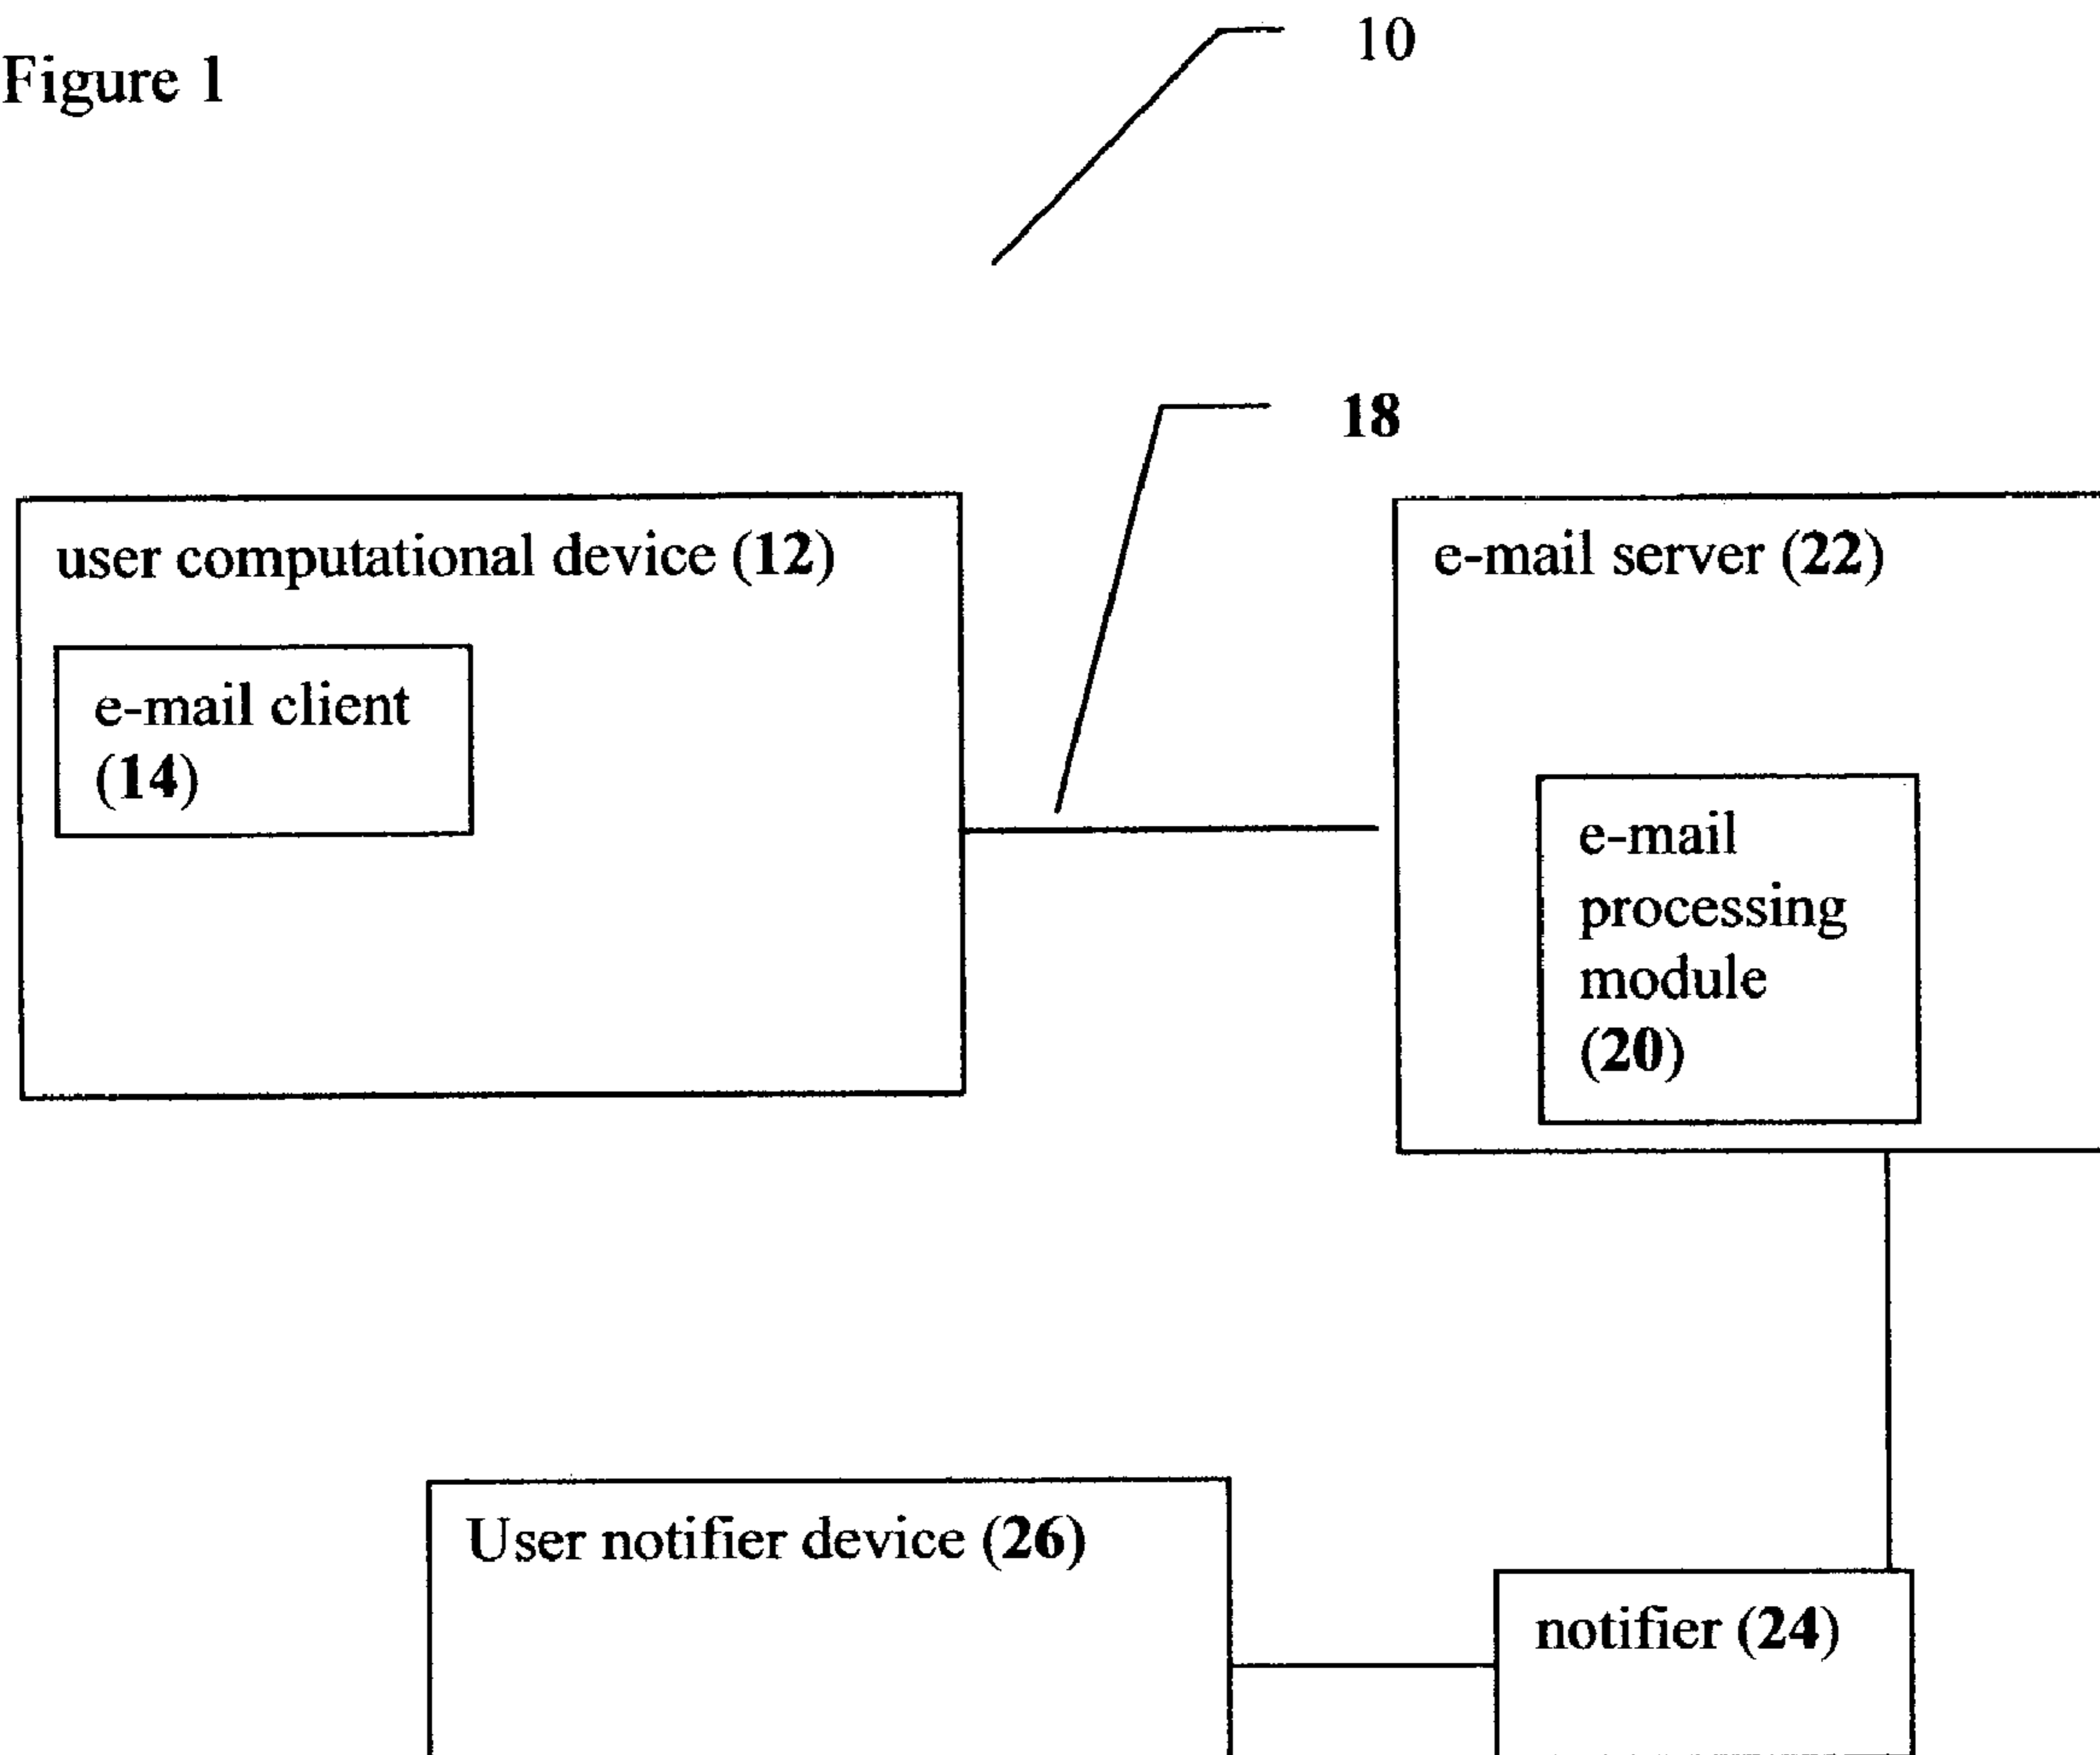 Figure 1
10
18
user computational device (12)
e-mail client
(14)
e-mail server (22)
e-mail
processing
module
(20)
User notifier device (26)
notifier (24)